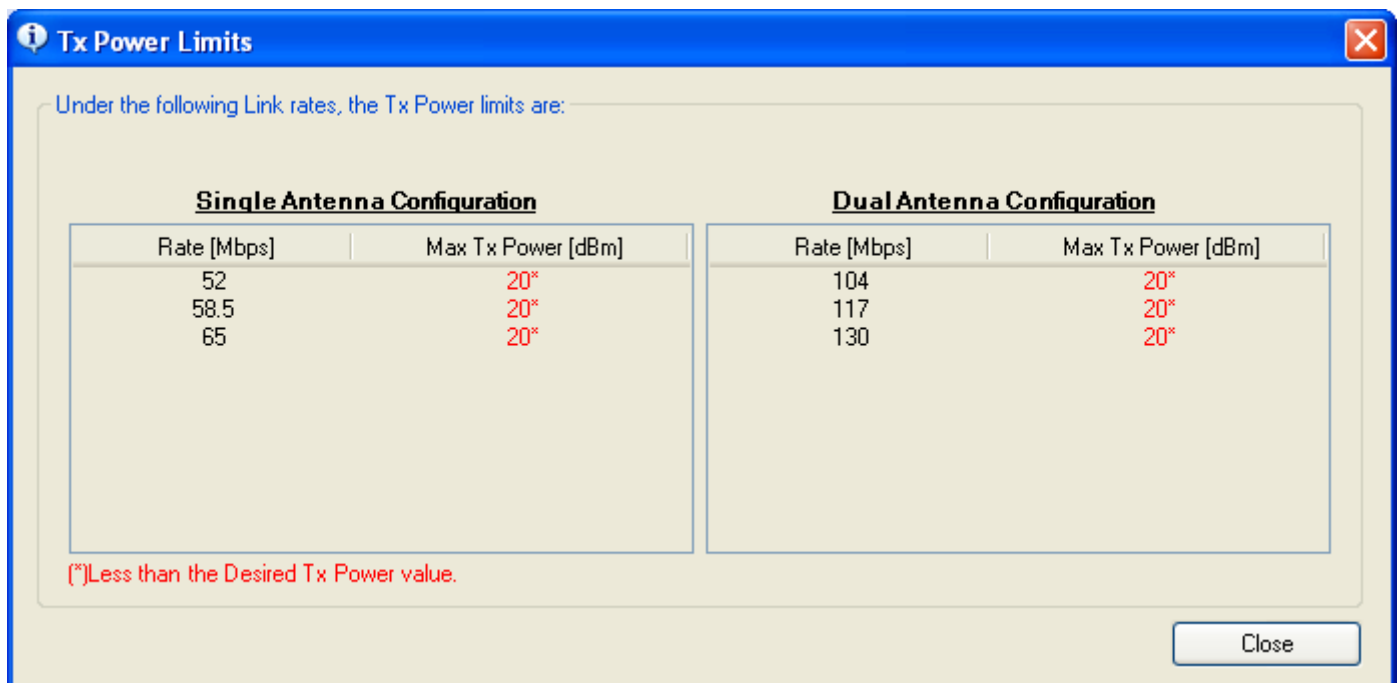 Tx Power Limits
Under the following Link rates, the Tx Power limits are:
Single Antenna Configuration Dual Antenna Configuration
Rate [Mbps] Max Tx Power [dBm] Rate [Mbps] Max Tx Power [dBm]
52 20* 104 20*
58.5 20* 117 20*
65 20* 130 20*
(*)Less than the Desired Tx Power value.
Close